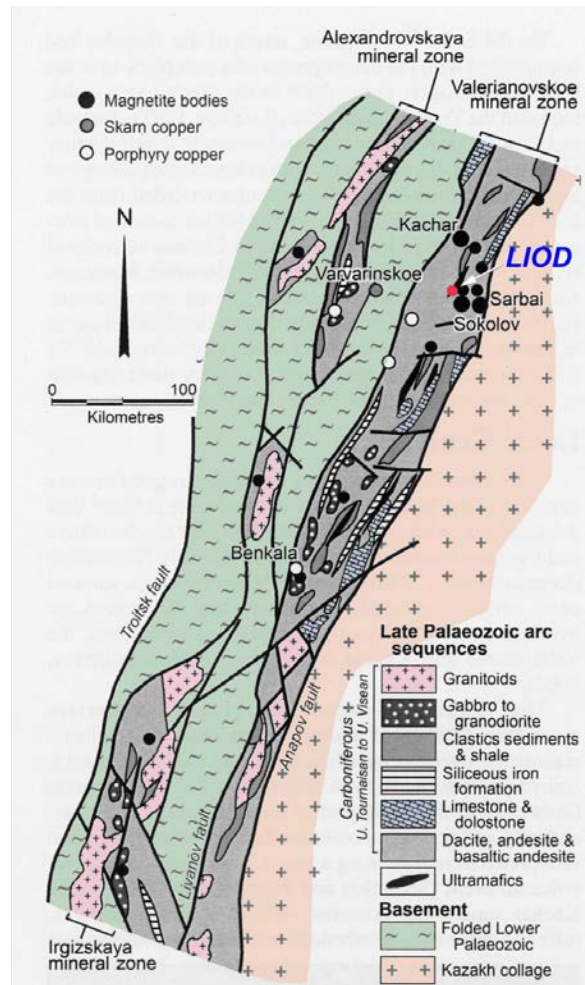 Alexandrovskaya
mineral zone
Valerianovskoe
mineral zone
Magnetite bodies
Skarn copper
Porphyry copper
N
Kachar
LIOD
Varvarinskoe
Sarbai
Sokolov
0 100
Kilometres
Benkala
Troitsk fault
Anapov fault
Livanov fault
Irgizskaya
mineral zone
Late Palaeozoic arc
sequences
Carboniferous
U. Tournaisan to U. Visean
Granitoids
Gabbro to
granodiorite
Clastics sediments
& shale
Siliceous iron
formation
Limestone &
dolostone
Dacite, andesite &
basaltic andesite
Ultramafics
Basement
Folded Lower
Palaeozoic
Kazakh collage